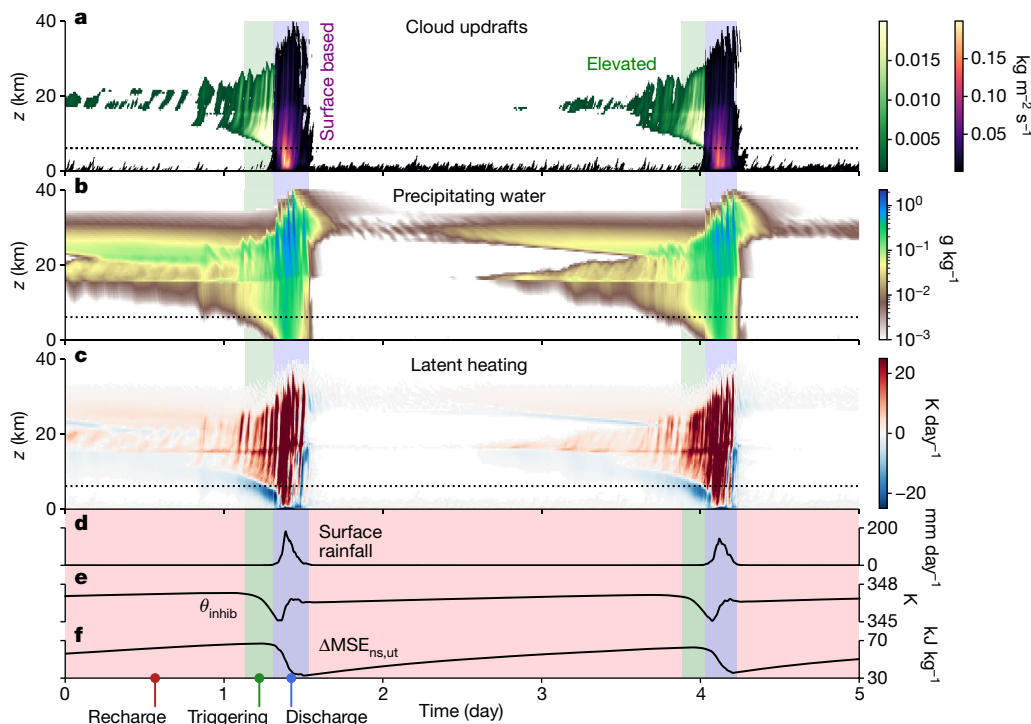 a
Cloud updrafts
Surface based
Elevated
z (km)
40
20
0
0.015
0.010
0.005
0.15
0.10
0.05
kg m⁻² s⁻¹
b
Precipitating water
z (km)
40
20
0
10⁰
10⁻¹
10⁻²
10⁻³
g kg⁻¹
c
Latent heating
z (km)
40
20
0
20
0
−20
K day⁻¹
d
Surface
rainfall
200
0
mm day⁻¹
e
θinhib
348
345
K
f
ΔMSEns,ut
70
30
kJ kg⁻¹
0 1 2 3 4 5
Recharge Triggering Discharge Time (day)